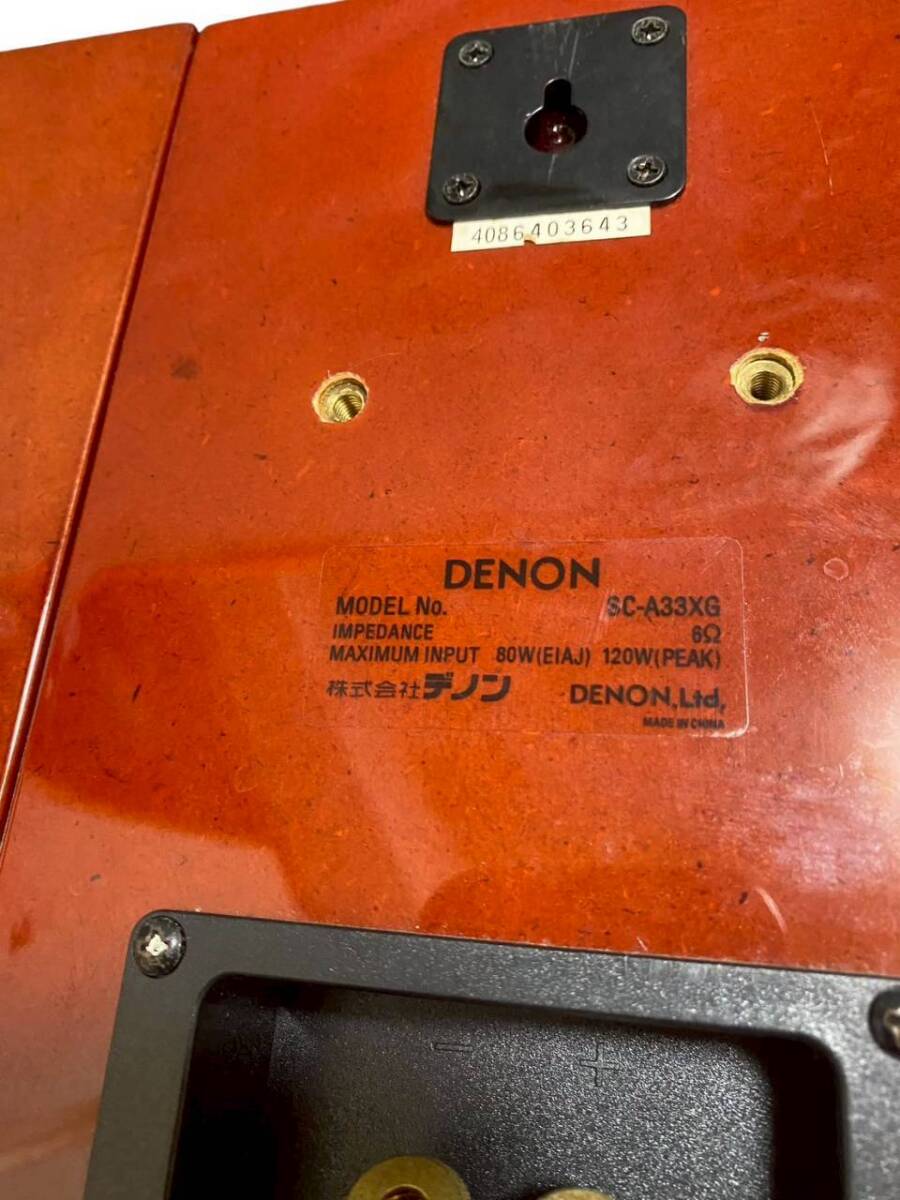 4086403643
DENON
MODEL No. SC-A33XG
IMPEDANCE 6Ω
MAXIMUM INPUT 80W(EIAJ) 120W(PEAK)
株式会社デノン DENON,Ltd,
MADE IN CHINA
− +